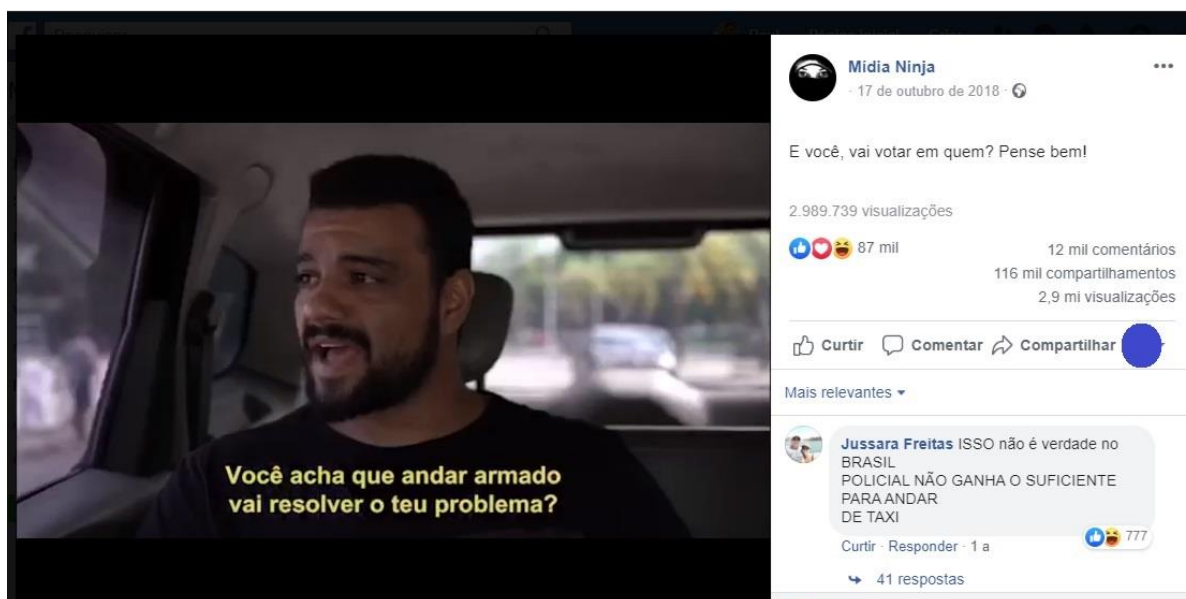 Mídia Ninja
· 17 de outubro de 2018 ·
E você, vai votar em quem? Pense bem!
2.989.739 visualizações
87 mil
12 mil comentários
116 mil compartilhamentos
2,9 mi visualizações
Curtir Comentar Compartilhar
Mais relevantes
Jussara Freitas ISSO não é verdade no
BRASIL
POLICIAL NÃO GANHA O SUFICIENTE
PARA ANDAR
DE TAXI
777
Curtir · Responder · 1 a
41 respostas
Você acha que andar armado
vai resolver o teu problema?